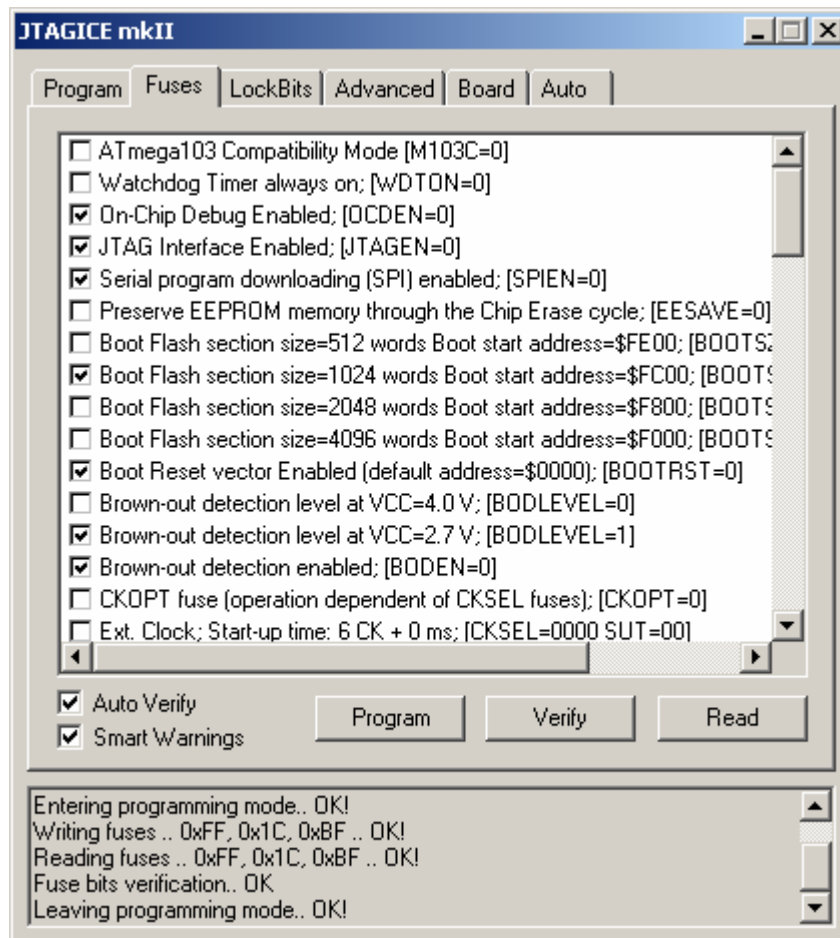 JTAGICE mkII
Program Fuses LockBits Advanced Board Auto
ATmega103 Compatibility Mode [M103C=0]
Watchdog Timer always on; [WDTON=0]
On-Chip Debug Enabled; [OCDEN=0]
JTAG Interface Enabled; [JTAGEN=0]
Serial program downloading (SPI) enabled; [SPIEN=0]
Preserve EEPROM memory through the Chip Erase cycle; [EESAVE=0]
Boot Flash section size=512 words Boot start address=$FE00; [BOOTSZ
Boot Flash section size=1024 words Boot start address=$FC00; [BOOTS
Boot Flash section size=2048 words Boot start address=$F800; [BOOTS
Boot Flash section size=4096 words Boot start address=$F000; [BOOTS
Boot Reset vector Enabled (default address=$0000); [BOOTRST=0]
Brown-out detection level at VCC=4.0 V; [BODLEVEL=0]
Brown-out detection level at VCC=2.7 V; [BODLEVEL=1]
Brown-out detection enabled; [BODEN=0]
CKOPT fuse (operation dependent of CKSEL fuses); [CKOPT=0]
Ext. Clock; Start-up time: 6 CK + 0 ms; [CKSEL=0000 SUT=00]
Auto Verify
Smart Warnings
Program Verify Read
Entering programming mode.. OK!
Writing fuses .. 0xFF, 0x1C, 0xBF .. OK!
Reading fuses .. 0xFF, 0x1C, 0xBF .. OK!
Fuse bits verification.. OK
Leaving programming mode.. OK!